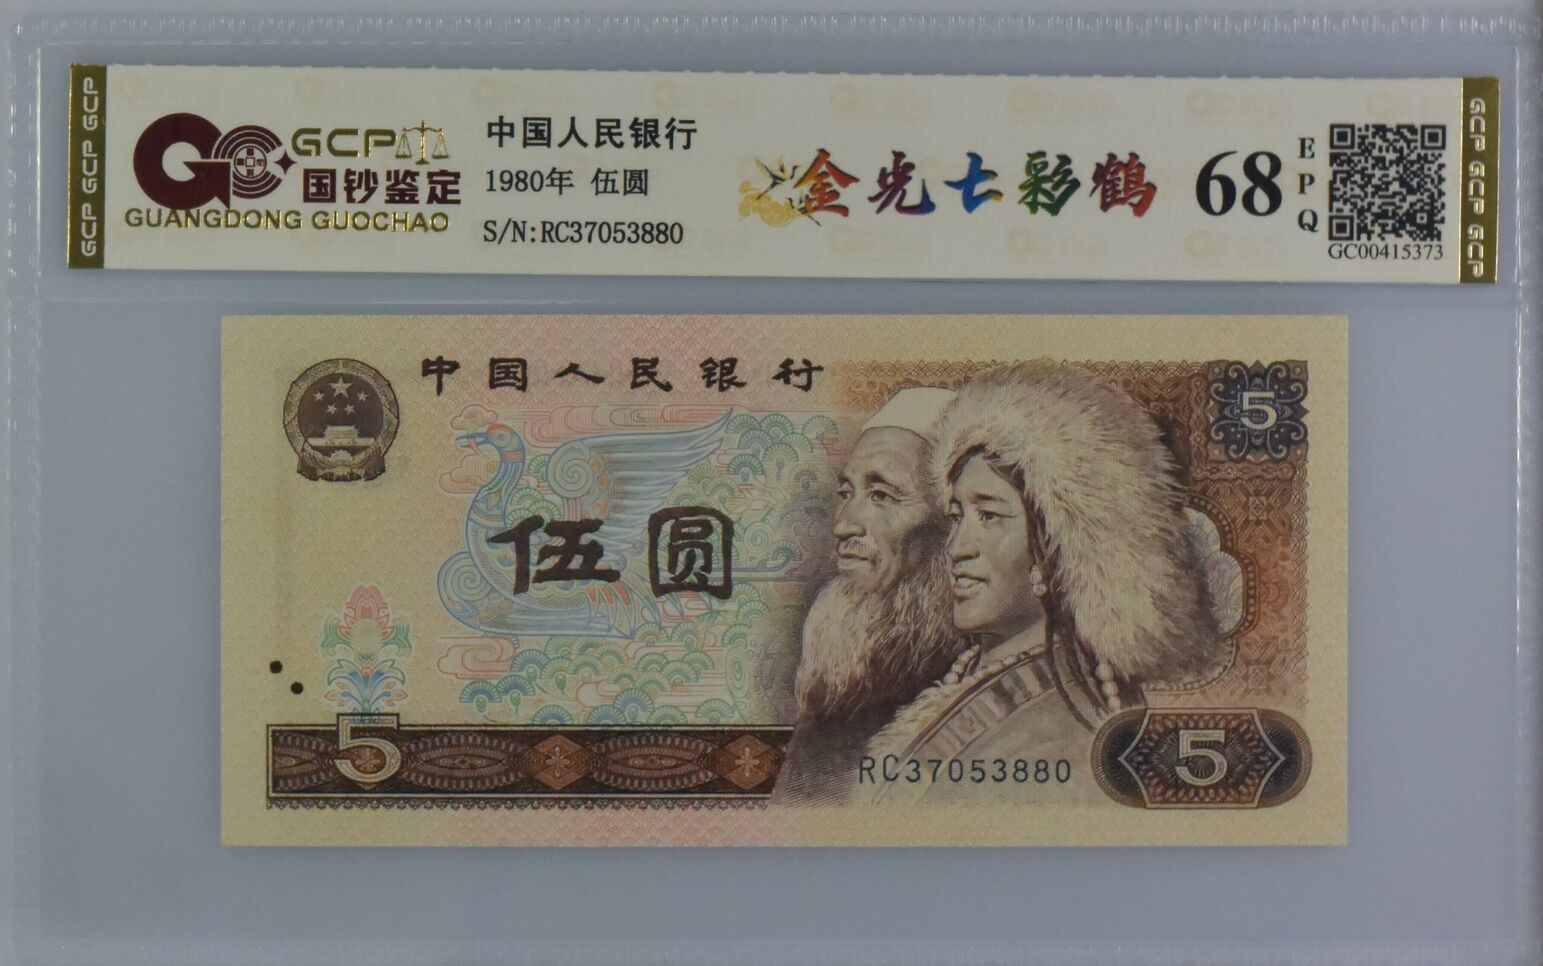 GCP GCP GCP
GCP
国钞鉴定
GUANGDONG GUOCHAO
中国人民银行
1980年 伍圆
S/N:RC37053880
金光七彩鹤
68
EPQ
GC00415373
GCP GCP GCP
中国人民银行
5
伍圆
5
RC37053880
5